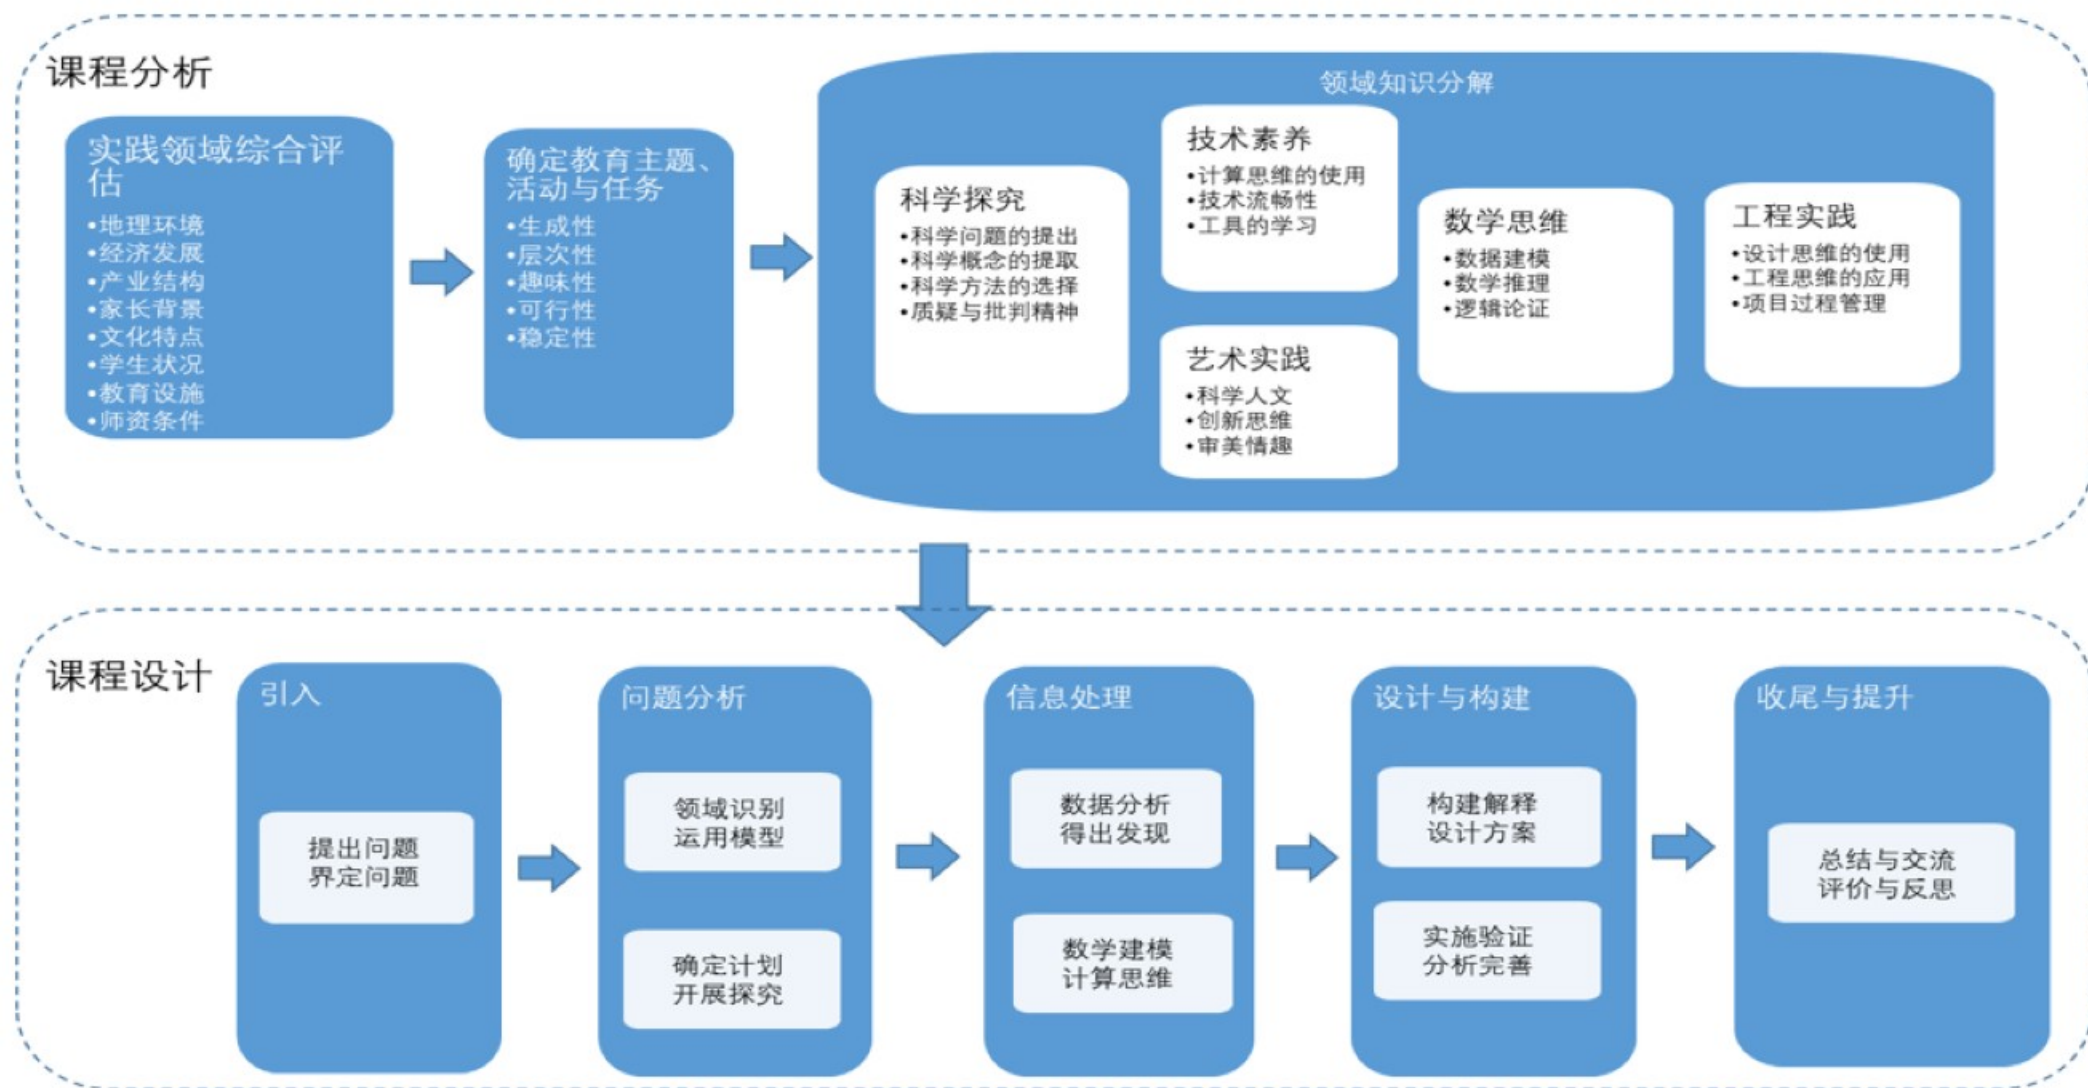 课程分析
实践领域综合评
估
•地理环境
•经济发展
•产业结构
•家长背景
•文化特点
•学生状况
•教育设施
•师资条件
确定教育主题、
活动与任务
•生成性
•层次性
•趣味性
•可行性
•稳定性
领域知识分解
科学探究
•科学问题的提出
•科学概念的提取
•科学方法的选择
•质疑与批判精神
技术素养
•计算思维的使用
•技术流畅性
•工具的学习
艺术实践
•科学人文
•创新思维
•审美情趣
数学思维
•数据建模
•数学推理
•逻辑论证
工程实践
•设计思维的使用
•工程思维的应用
•项目过程管理
课程设计
引入
提出问题
界定问题
问题分析
领域识别
运用模型
确定计划
开展探究
信息处理
数据分析
得出发现
数学建模
计算思维
设计与构建
构建解释
设计方案
实施验证
分析完善
收尾与提升
总结与交流
评价与反思